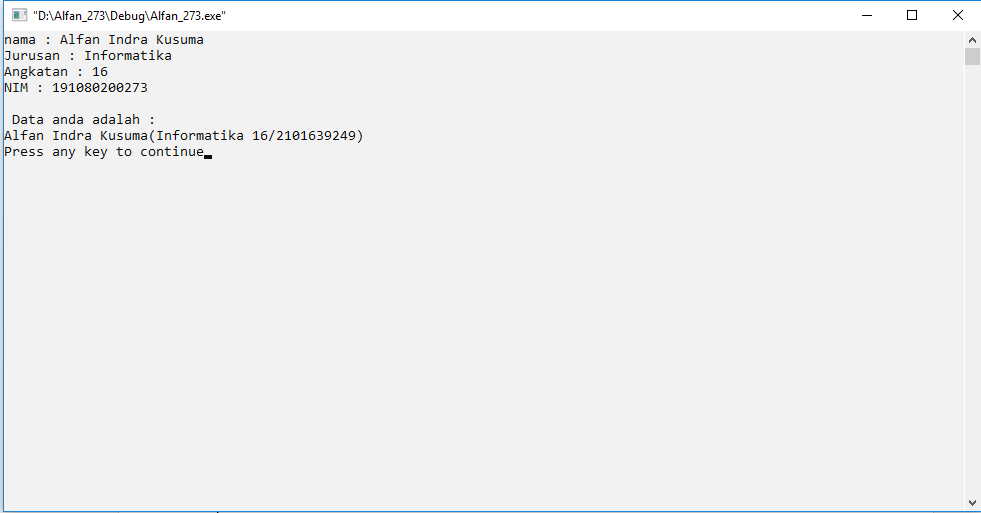 "D:\Alfan_273\Debug\Alfan_273.exe"
nama : Alfan Indra Kusuma
Jurusan : Informatika
Angkatan : 16
NIM : 191080200273
Data anda adalah :
Alfan Indra Kusuma(Informatika 16/2101639249)
Press any key to continue